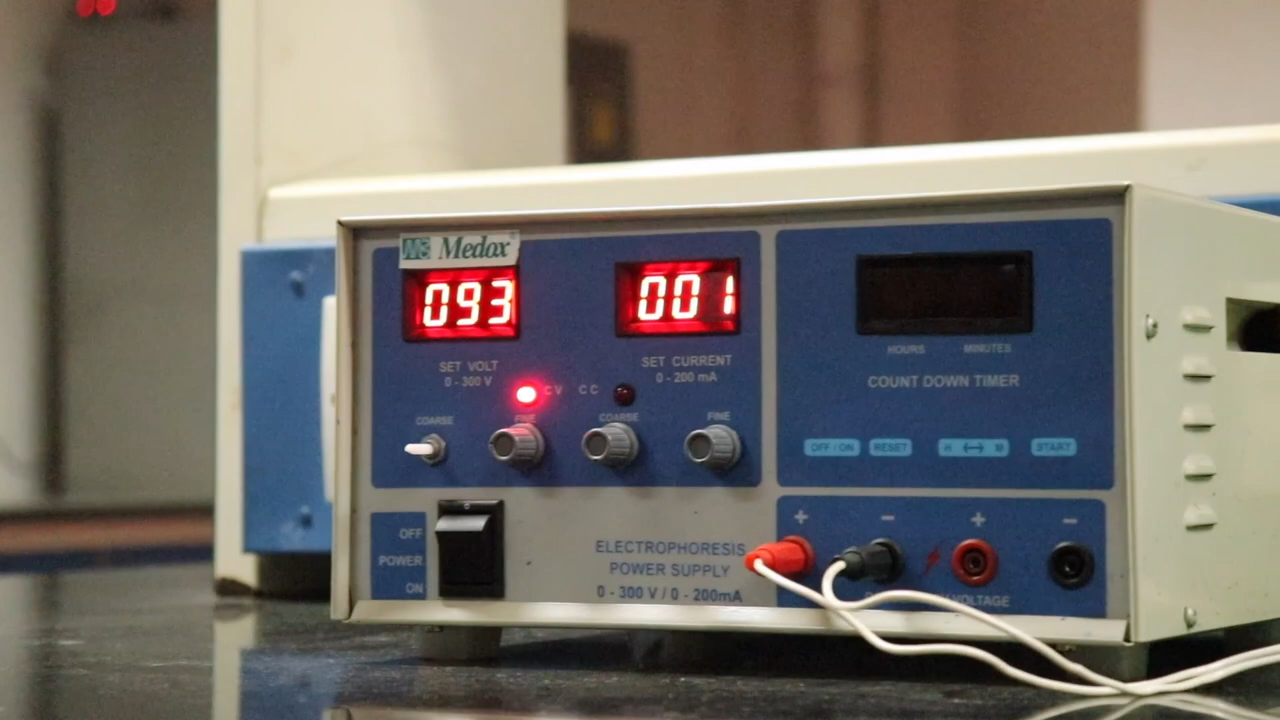 Medox
093
001
SET VOLT
0 - 300 V
SET CURRENT
0 - 200 mA
CV CC
COARSE
FINE
COARSE
FINE
HOURS MINUTES
COUNT DOWN TIMER
OFF / ON
RESET
H ↔ M
START
OFF
POWER
ON
ELECTROPHORESIS
POWER SUPPLY
0 - 300 V / 0 - 200mA
+ - + -
VOLTAGE